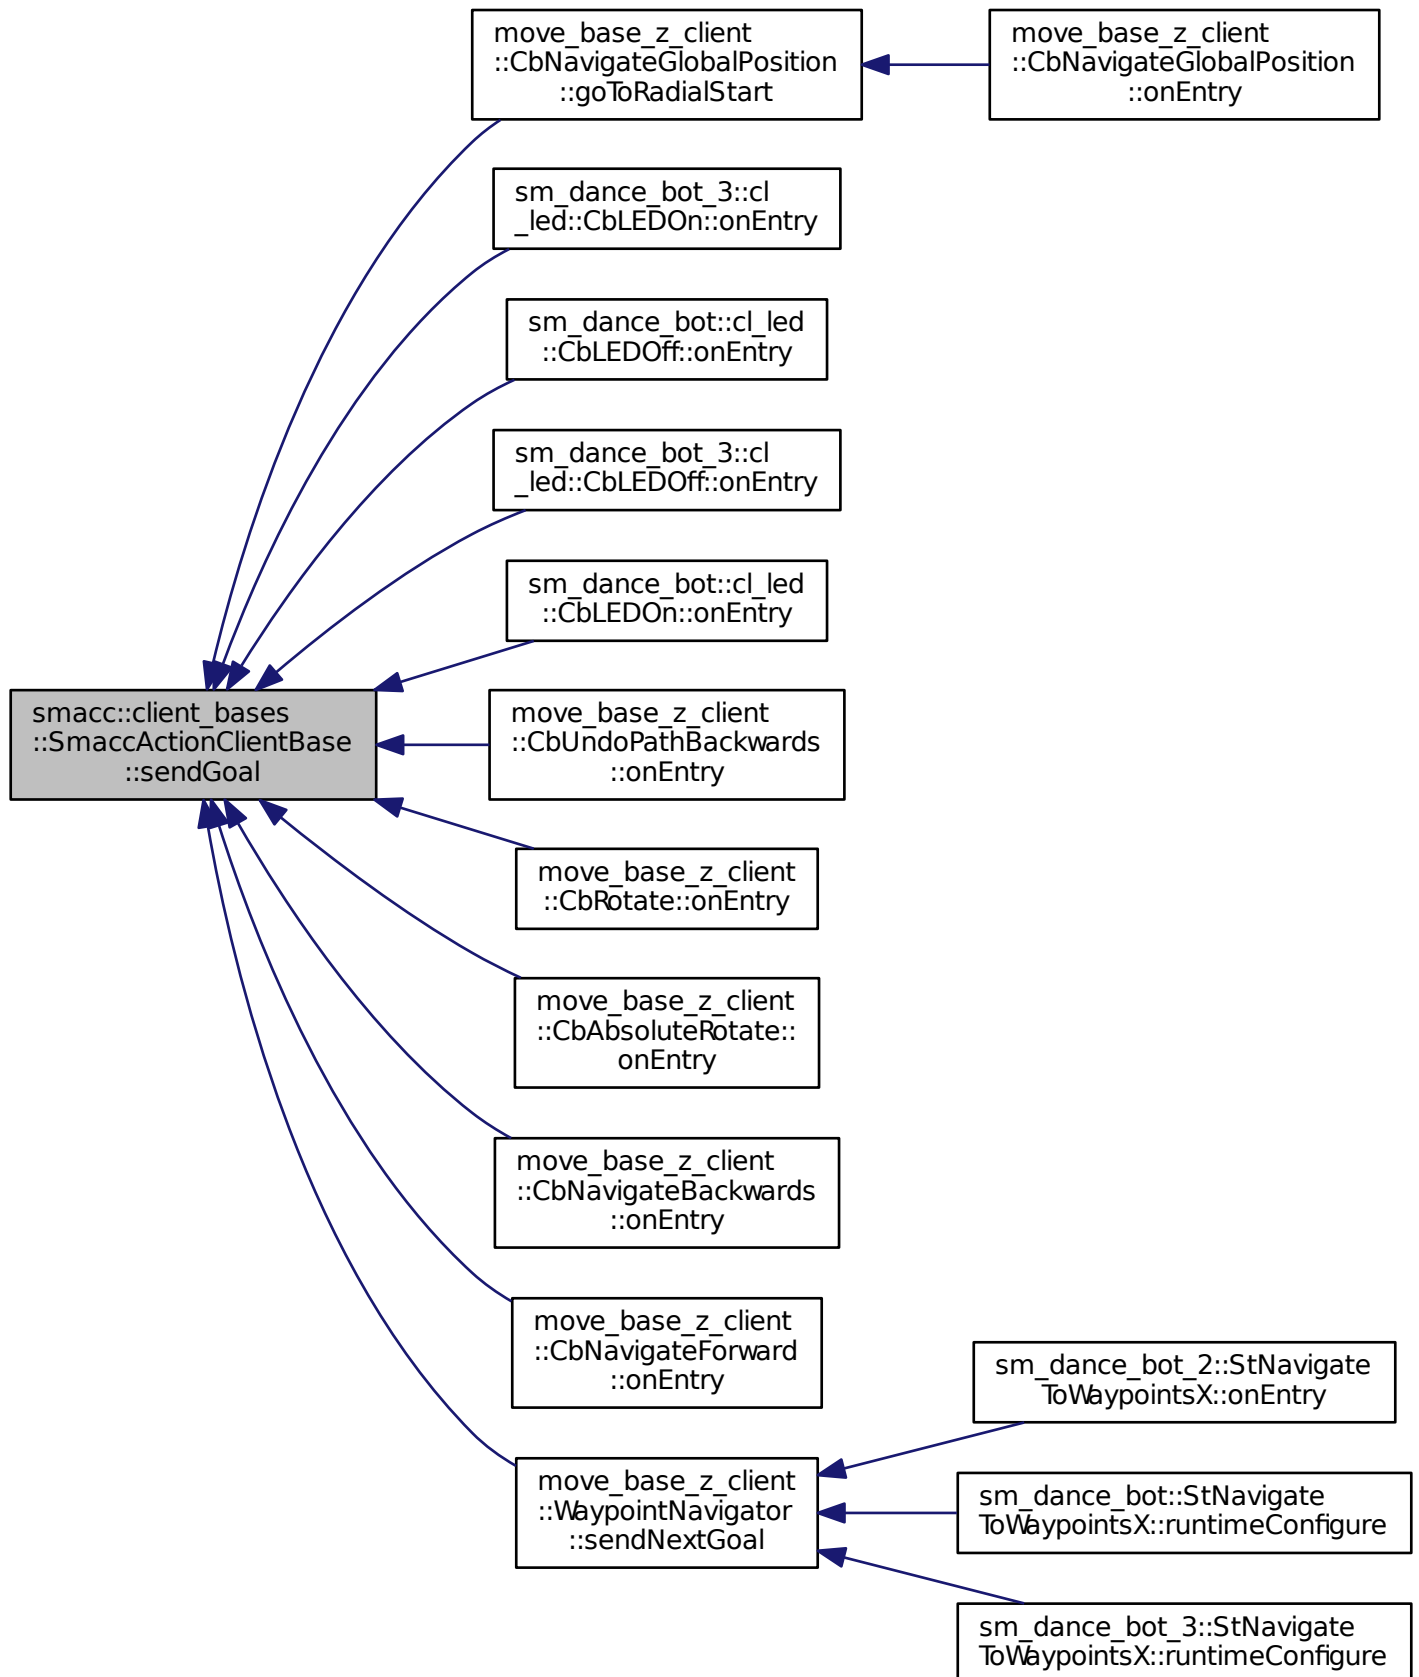 move_base_z_client
::CbNavigateGlobalPosition
::goToRadialStart
move_base_z_client
::CbNavigateGlobalPosition
::onEntry
sm_dance_bot_3::cl
_led::CbLEDOn::onEntry
sm_dance_bot::cl_led
::CbLEDOff::onEntry
sm_dance_bot_3::cl
_led::CbLEDOff::onEntry
sm_dance_bot::cl_led
::CbLEDOn::onEntry
smacc::client_bases
::SmaccActionClientBase
::sendGoal
move_base_z_client
::CbUndoPathBackwards
::onEntry
move_base_z_client
::CbRotate::onEntry
move_base_z_client
::CbAbsoluteRotate::
onEntry
move_base_z_client
::CbNavigateBackwards
::onEntry
move_base_z_client
::CbNavigateForward
::onEntry
move_base_z_client
::WaypointNavigator
::sendNextGoal
sm_dance_bot_2::StNavigate
ToWaypointsX::onEntry
sm_dance_bot::StNavigate
ToWaypointsX::runtimeConfigure
sm_dance_bot_3::StNavigate
ToWaypointsX::runtimeConfigure